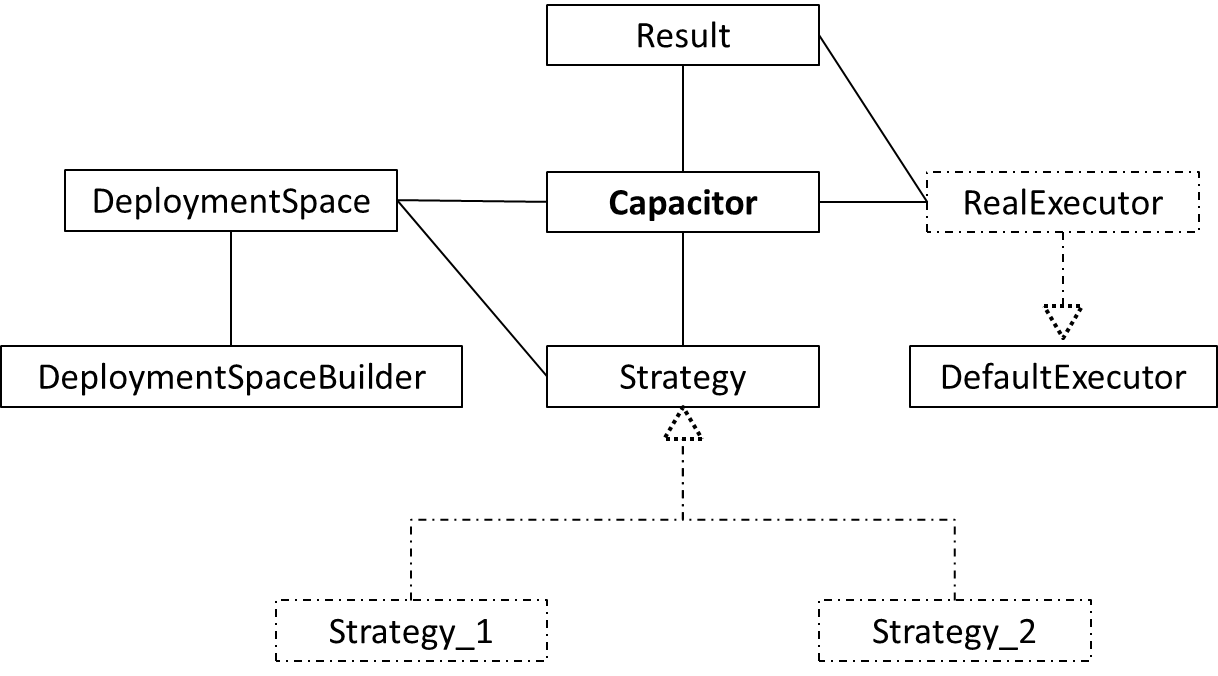 Result
DeploymentSpace
Capacitor
RealExecutor
DeploymentSpaceBuilder
Strategy
DefaultExecutor
Strategy_1
Strategy_2